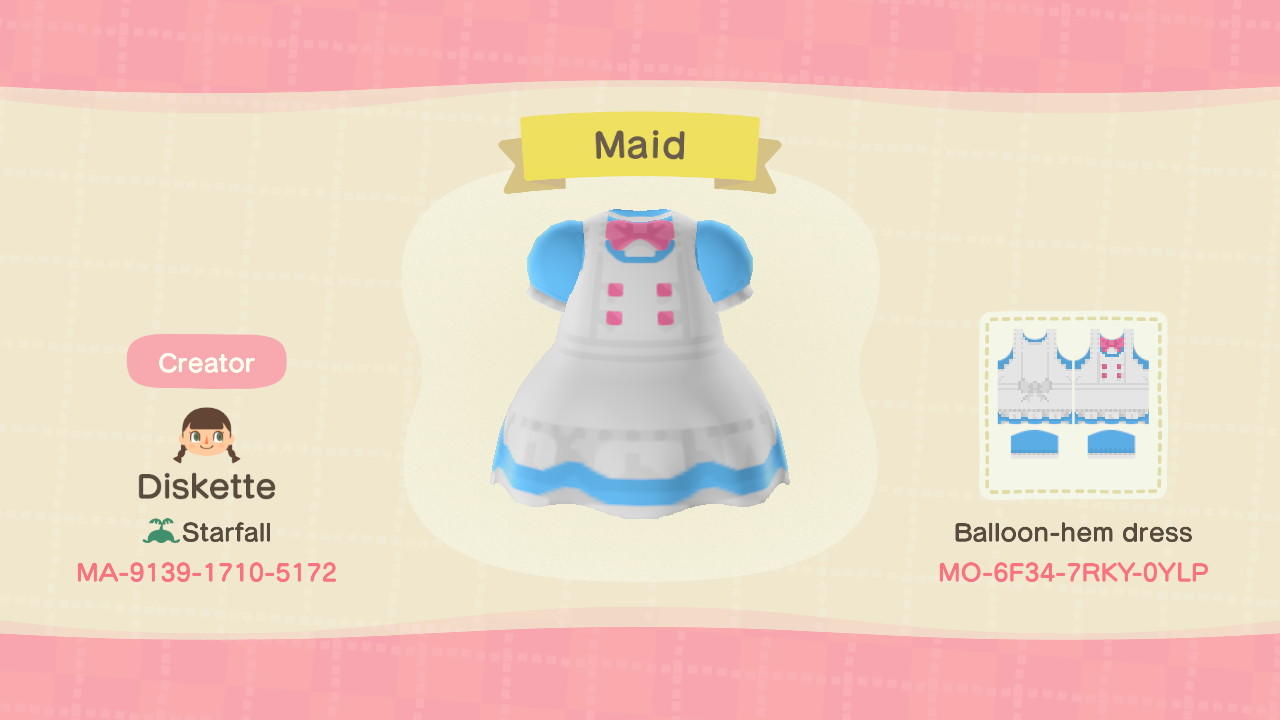 Maid
Creator
Diskette
Starfall
MA-9139-1710-5172
Balloon-hem dress
MO-6F34-7RKY-0YLP